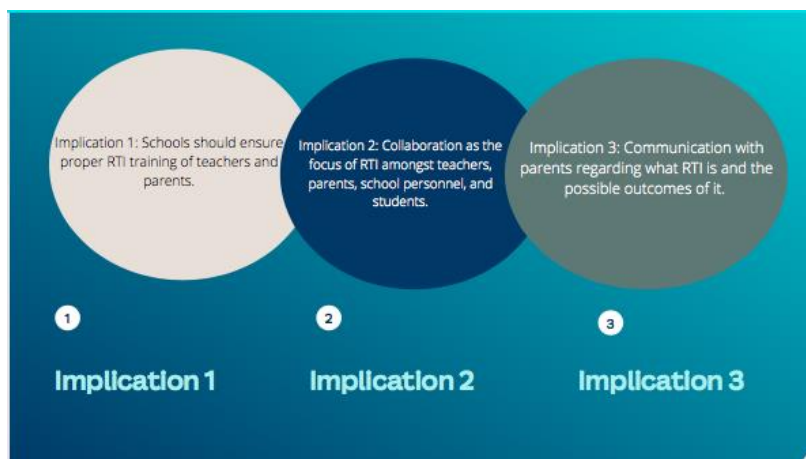 Implication 1: Schools should ensure
proper RTI training of teachers and
parents.
Implication 2: Collaboration as the
focus of RTI amongst teachers,
parents, school personnel, and
students.
Implication 3: Communication with
parents regarding what RTI is and the
possible outcomes of it.
1
2
3
Implication 1
Implication 2
Implication 3